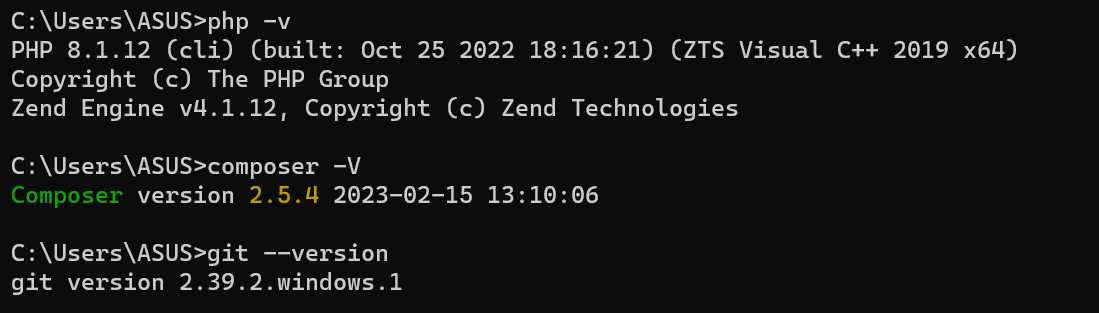 C:\Users\ASUS>php -v
PHP 8.1.12 (cli) (built: Oct 25 2022 18:16:21) (ZTS Visual C++ 2019 x64)
Copyright (c) The PHP Group
Zend Engine v4.1.12, Copyright (c) Zend Technologies
C:\Users\ASUS>composer -V
Composer version 2.5.4 2023-02-15 13:10:06
C:\Users\ASUS>git --version
git version 2.39.2.windows.1